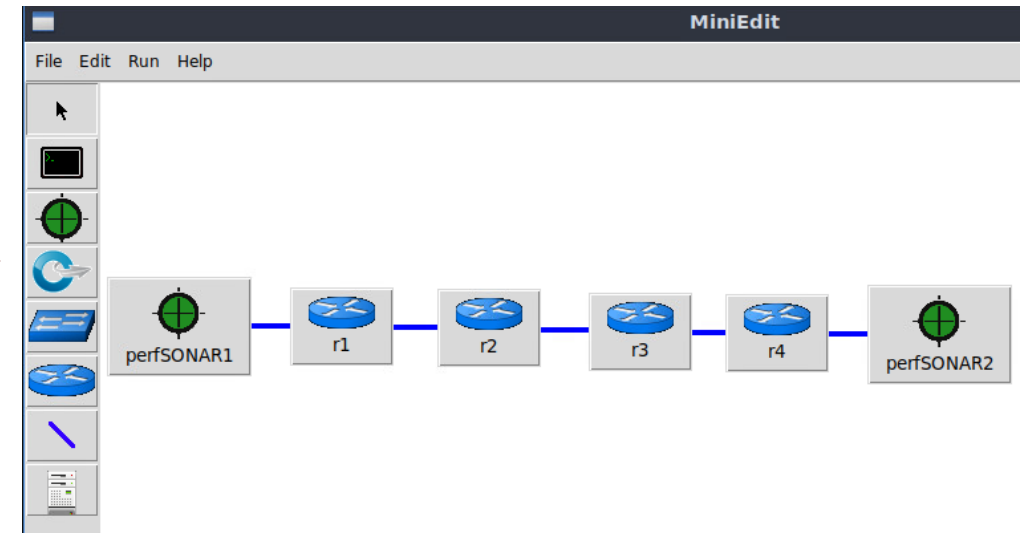 MiniEdit
File Edit Run Help
perfSONAR1
r1
r2
r3
r4
perfSONAR2